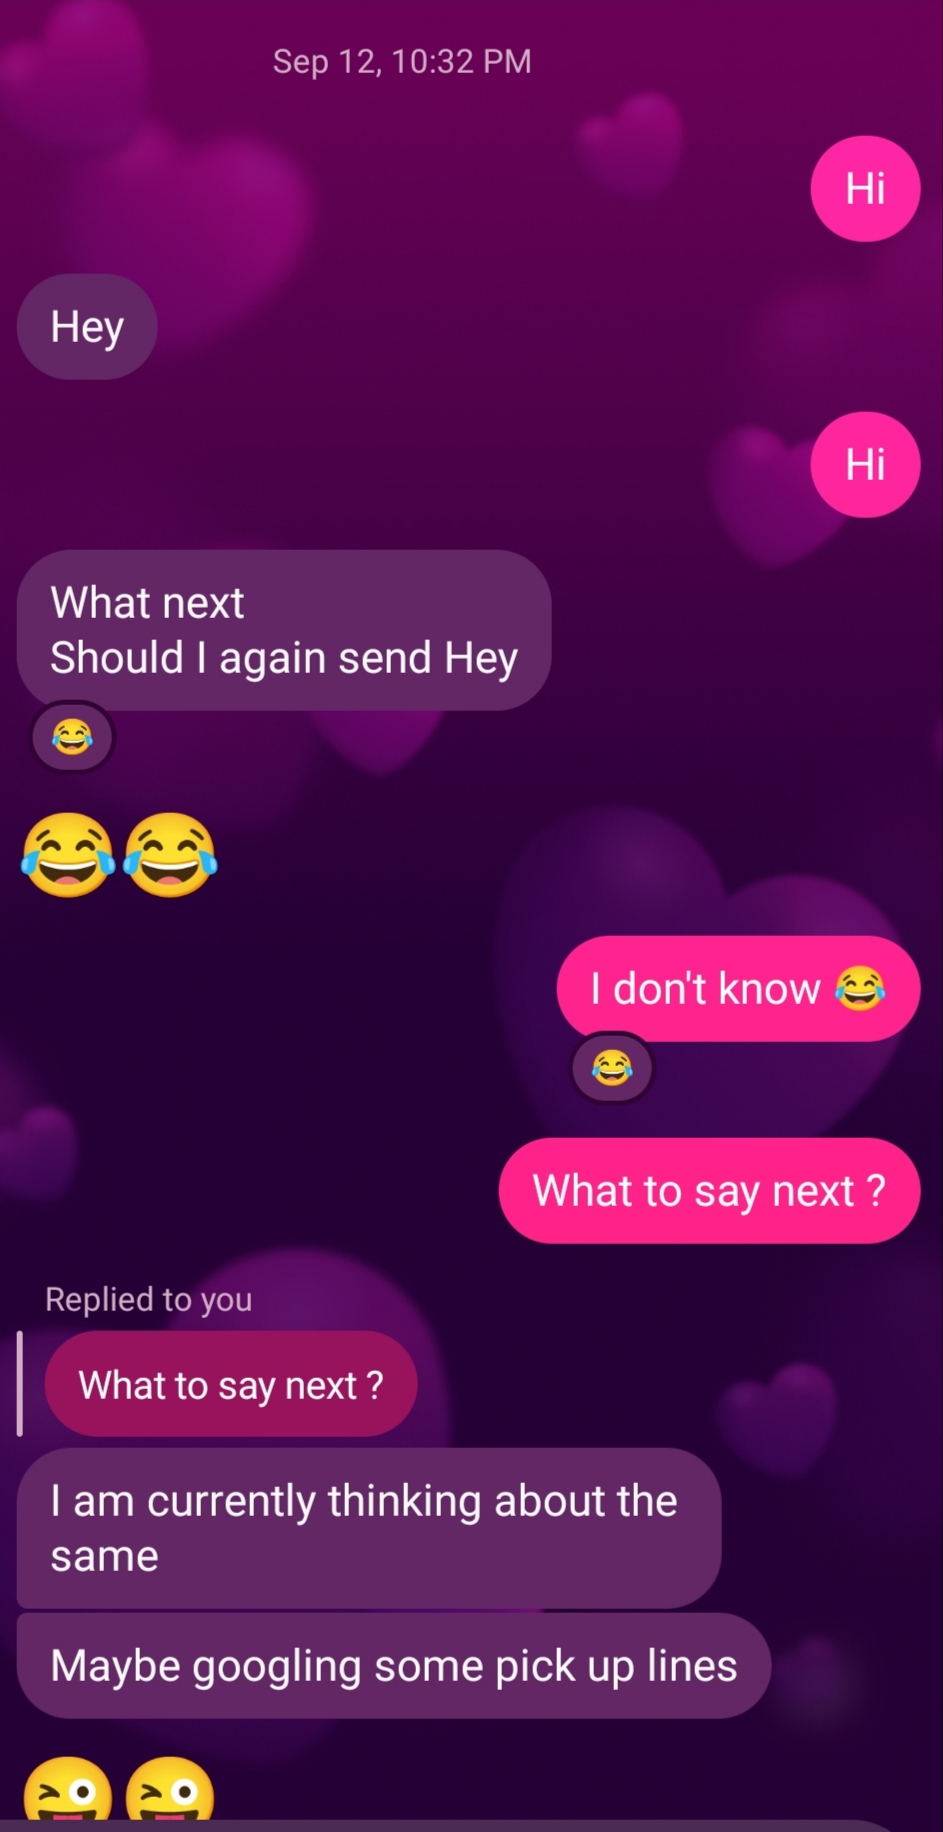 Sep 12, 10:32 PM
Hi
Hey
Hi
What next
Should I again send Hey
😂
😂😂
I don't know 😂
😂
What to say next ?
Replied to you
What to say next ?
I am currently thinking about the
same
Maybe googling some pick up lines
😜😜